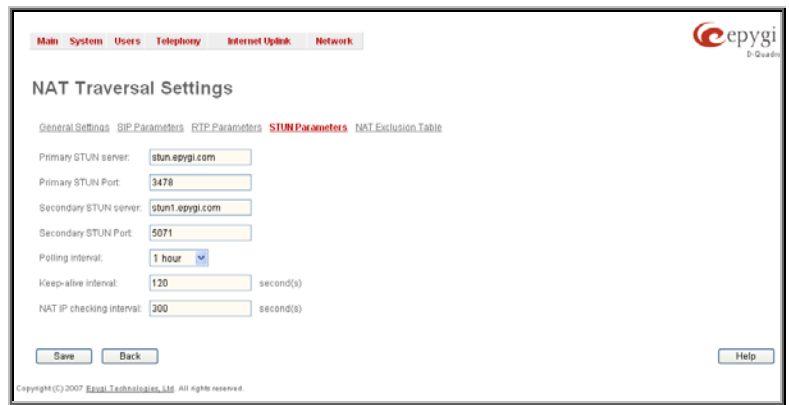 Main System Users Telephony Internet Uplink Network
epygi
D-Quadro
NAT Traversal Settings
General Settings SIP Parameters RTP Parameters STUN Parameters NAT Exclusion Table
Primary STUN server: stun.epygi.com
Primary STUN Port: 3478
Secondary STUN server: stun1.epygi.com
Secondary STUN Port: 5071
Polling interval: 1 hour
Keep-alive interval: 120 second(s)
NAT IP checking interval: 300 second(s)
Save Back Help
Copyright (C) 2007 Epygi Technologies, Ltd. All rights reserved.